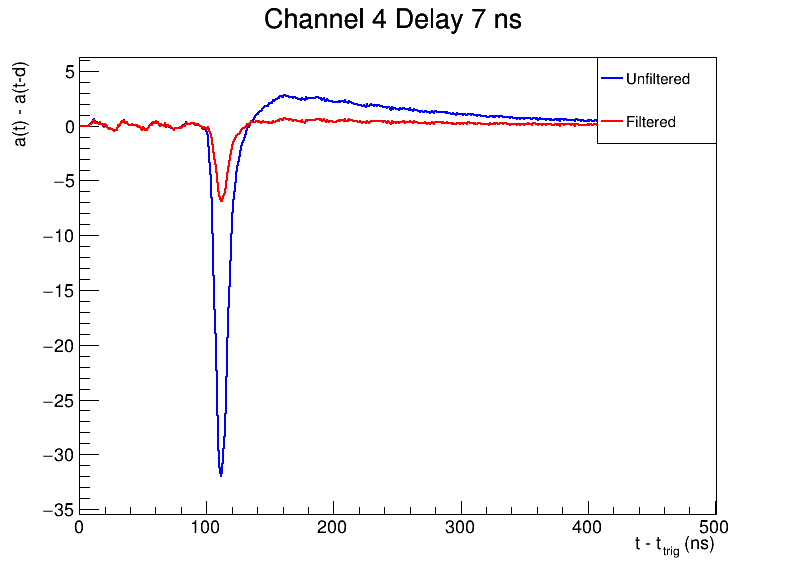 Channel 4 Delay 7 ns
a(t) - a(t-d)
5
0
−5
−10
−15
−20
−25
−30
−35
Unfiltered
Filtered
0 100 200 300 400 500
t - t_trig (ns)